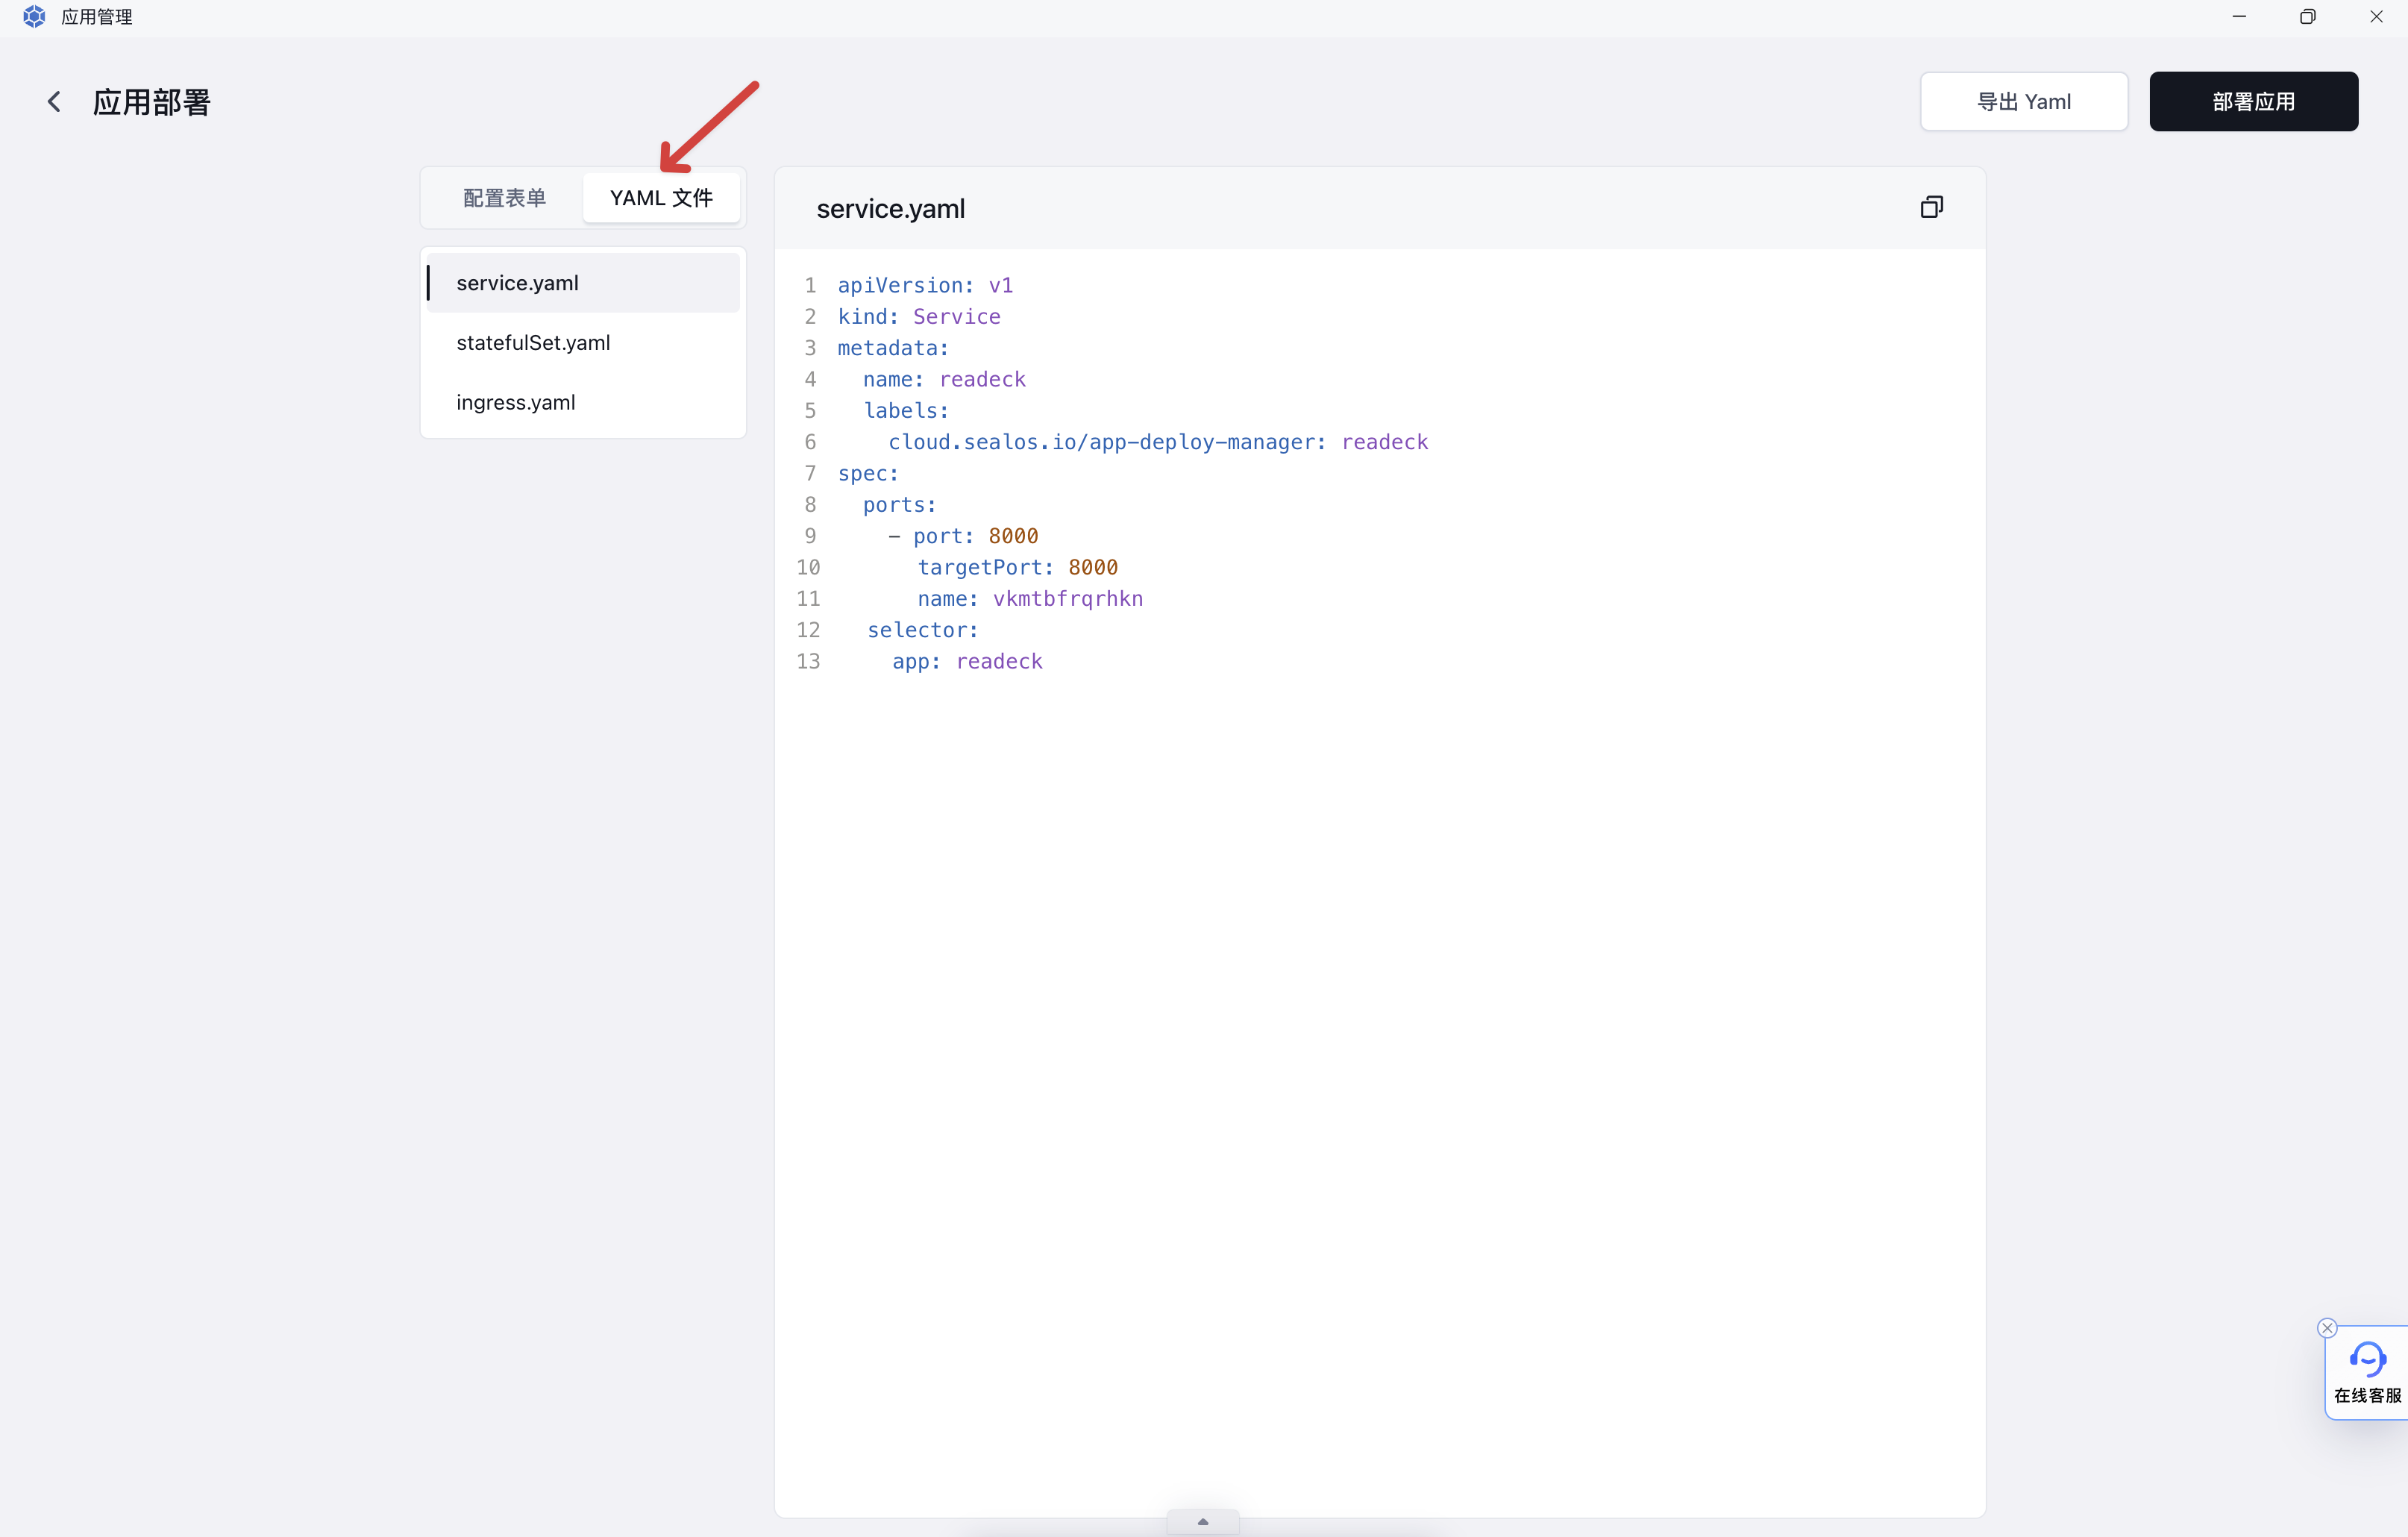 应用管理
应用部署
导出 Yaml
部署应用
配置表单
YAML 文件
service.yaml
statefulSet.yaml
ingress.yaml
service.yaml
1 apiVersion: v1
2 kind: Service
3 metadata:
4   name: readeck
5   labels:
6     cloud.sealos.io/app-deploy-manager: readeck
7 spec:
8   ports:
9     - port: 8000
10       targetPort: 8000
11       name: vkmtbfrqrhkn
12   selector:
13     app: readeck
在线客服